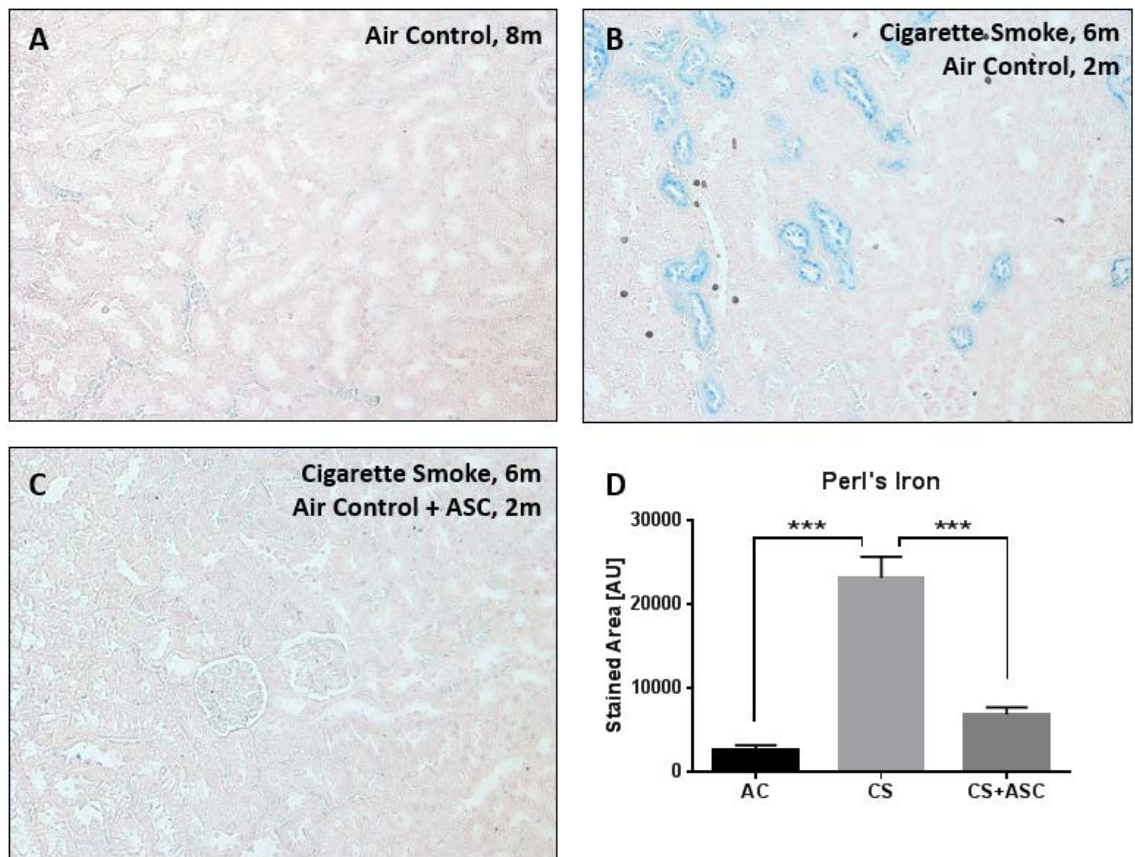 A
Air Control, 8m
B
Cigarette Smoke, 6m
Air Control, 2m
C
Cigarette Smoke, 6m
Air Control + ASC, 2m
D
Perl's Iron
Stained Area [AU]
30000
20000
10000
0
***
***
AC
CS
CS+ASC